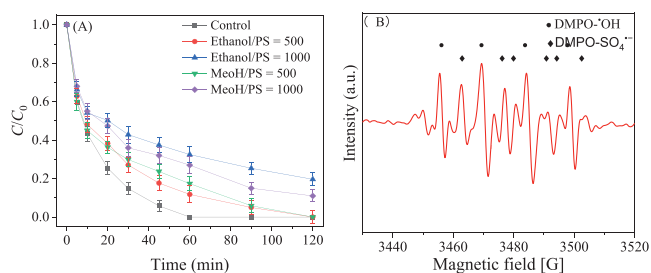 (A)
Control
Ethanol/PS = 500
Ethanol/PS = 1000
MeOH/PS = 500
MeOH/PS = 1000
C/C₀
1.0
0.8
0.6
0.4
0.2
0.0
0 20 40 60 80 100 120
Time (min)
(B)
DMPO-•OH
DMPO-SO₄•−
Intensity (a.u.)
3440 3460 3480 3500 3520
Magnetic field [G]